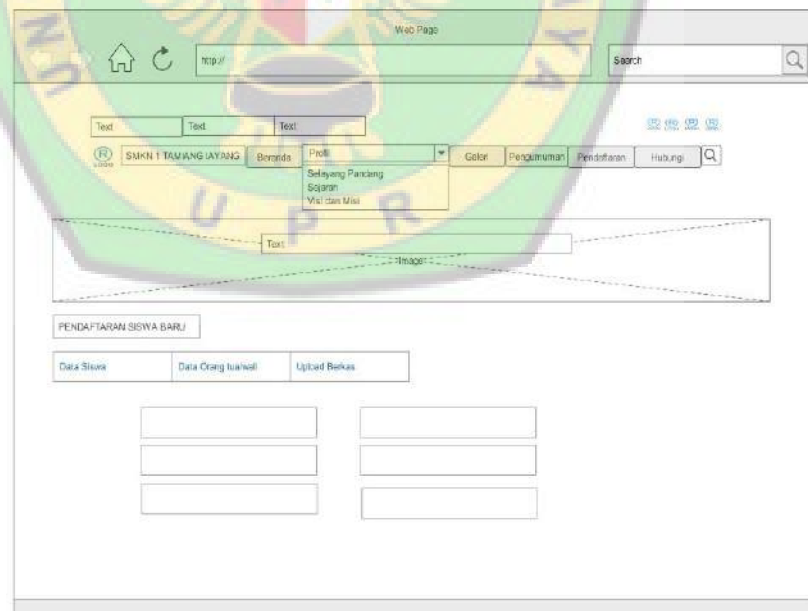 Web Page
http://
Search
Text Text Text
LOGO SMKN 1 TAMIANG LAYANG Beranda Profil Galeri Pengumuman Pendaftaran Hubungi
Selayang Pandang
Sejarah
Visi dan Misi
Text
Image
PENDAFTARAN SISWA BARU
Data Siswa Data Orang tua/wali Upload Berkas
U P R